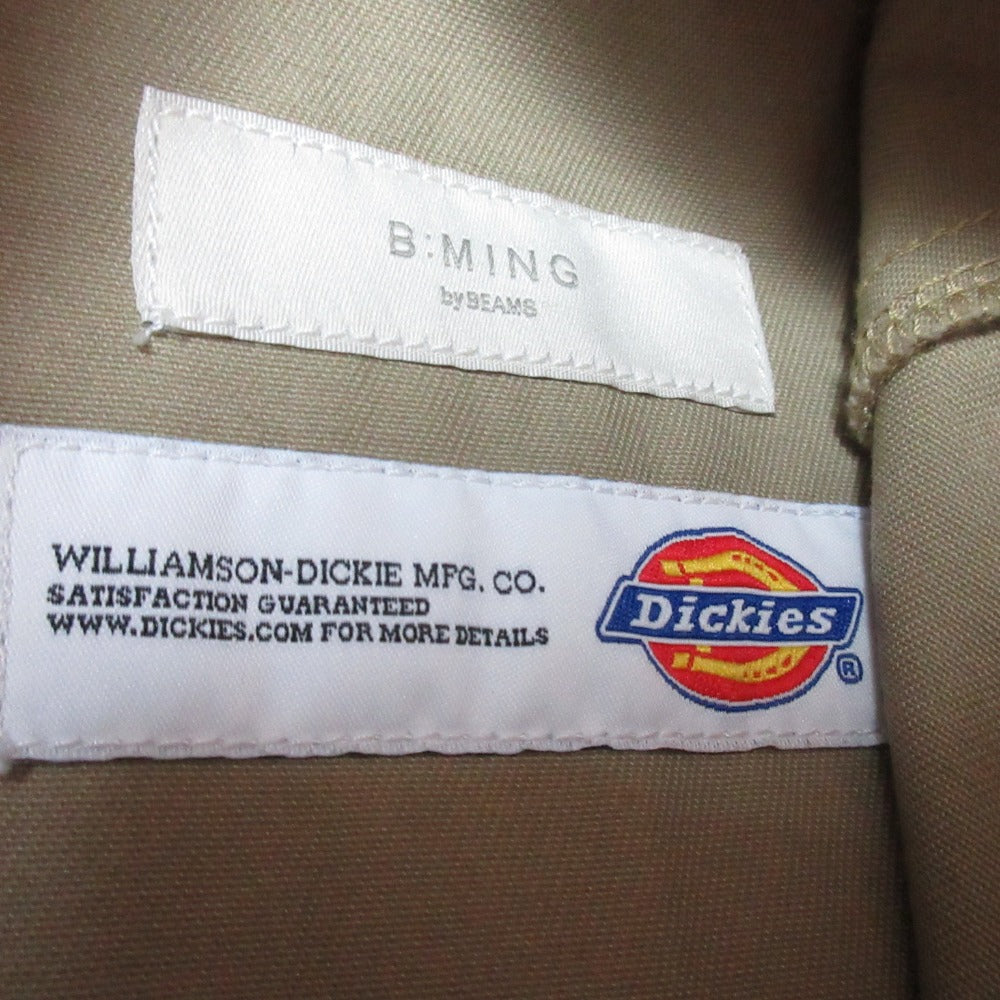 B:MING
by BEAMS
WILLIAMSON-DICKIE MFG. CO.
SATISFACTION GUARANTEED
WWW.DICKIES.COM FOR MORE DETAILS
Dickies
®